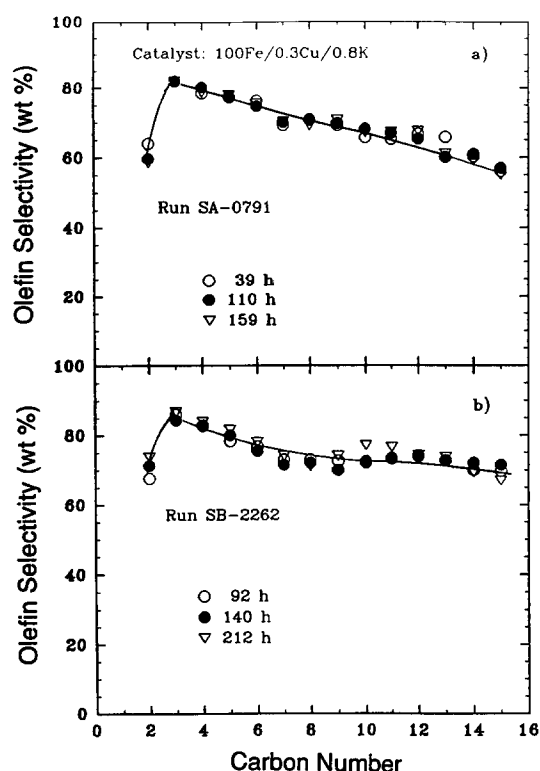 100
Catalyst: 100Fe/0.3Cu/0.8K
a)
80
60
40
20
Olefin Selectivity (wt %)
Run SA-0791
39 h
110 h
159 h
100
b)
80
60
40
20
0
Olefin Selectivity (wt %)
Run SB-2262
92 h
140 h
212 h
0 2 4 6 8 10 12 14 16
Carbon Number